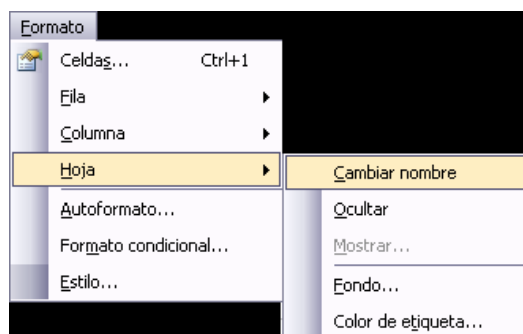 Formato
Celdas... Ctrl+1
Fila
Columna
Hoja
Cambiar nombre
Autoformato...
Ocultar
Formato condicional...
Mostrar...
Estilo...
Fondo...
Color de etiqueta...